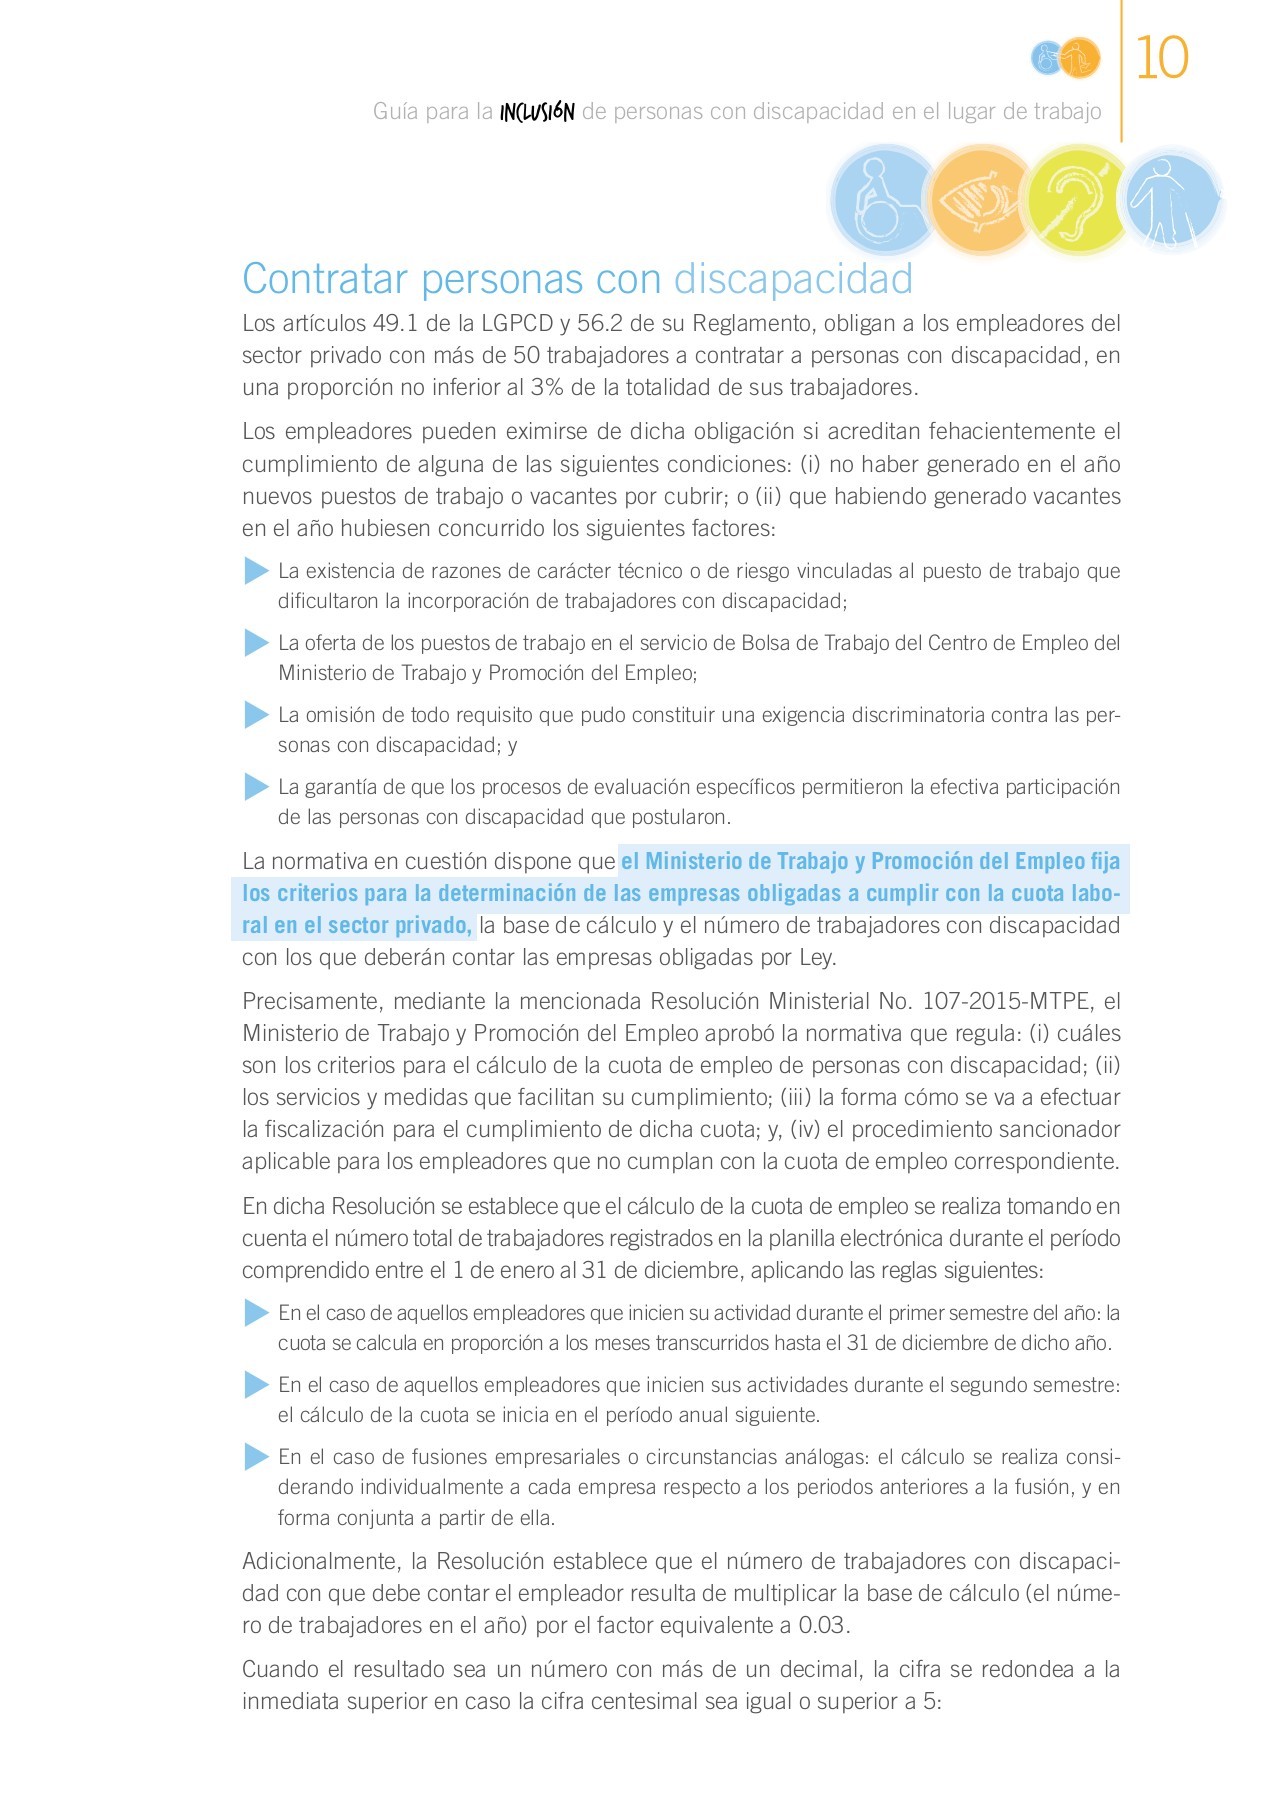 10
Guía para la INCLUSIÓN de personas con discapacidad en el lugar de trabajo
Contratar personas con discapacidad
Los artículos 49.1 de la LGPCD y 56.2 de su Reglamento, obligan a los empleadores del
sector privado con más de 50 trabajadores a contratar a personas con discapacidad, en
una proporción no inferior al 3% de la totalidad de sus trabajadores.
Los empleadores pueden eximirse de dicha obligación si acreditan fehacientemente el
cumplimiento de alguna de las siguientes condiciones: (i) no haber generado en el año
nuevos puestos de trabajo o vacantes por cubrir; o (ii) que habiendo generado vacantes
en el año hubiesen concurrido los siguientes factores:
La existencia de razones de carácter técnico o de riesgo vinculadas al puesto de trabajo que
dificultaron la incorporación de trabajadores con discapacidad;
La oferta de los puestos de trabajo en el servicio de Bolsa de Trabajo del Centro de Empleo del
Ministerio de Trabajo y Promoción del Empleo;
La omisión de todo requisito que pudo constituir una exigencia discriminatoria contra las per-
sonas con discapacidad; y
La garantía de que los procesos de evaluación específicos permitieron la efectiva participación
de las personas con discapacidad que postularon.
La normativa en cuestión dispone que el Ministerio de Trabajo y Promoción del Empleo fija
los criterios para la determinación de las empresas obligadas a cumplir con la cuota labo-
ral en el sector privado, la base de cálculo y el número de trabajadores con discapacidad
con los que deberán contar las empresas obligadas por Ley.
Precisamente, mediante la mencionada Resolución Ministerial No. 107-2015-MTPE, el
Ministerio de Trabajo y Promoción del Empleo aprobó la normativa que regula: (i) cuáles
son los criterios para el cálculo de la cuota de empleo de personas con discapacidad; (ii)
los servicios y medidas que facilitan su cumplimiento; (iii) la forma cómo se va a efectuar
la fiscalización para el cumplimiento de dicha cuota; y, (iv) el procedimiento sancionador
aplicable para los empleadores que no cumplan con la cuota de empleo correspondiente.
En dicha Resolución se establece que el cálculo de la cuota de empleo se realiza tomando en
cuenta el número total de trabajadores registrados en la planilla electrónica durante el período
comprendido entre el 1 de enero al 31 de diciembre, aplicando las reglas siguientes:
En el caso de aquellos empleadores que inicien su actividad durante el primer semestre del año: la
cuota se calcula en proporción a los meses transcurridos hasta el 31 de diciembre de dicho año.
En el caso de aquellos empleadores que inicien sus actividades durante el segundo semestre:
el cálculo de la cuota se inicia en el período anual siguiente.
En el caso de fusiones empresariales o circunstancias análogas: el cálculo se realiza consi-
derando individualmente a cada empresa respecto a los periodos anteriores a la fusión, y en
forma conjunta a partir de ella.
Adicionalmente, la Resolución establece que el número de trabajadores con discapaci-
dad con que debe contar el empleador resulta de multiplicar la base de cálculo (el núme-
ro de trabajadores en el año) por el factor equivalente a 0.03.
Cuando el resultado sea un número con más de un decimal, la cifra se redondea a la
inmediata superior en caso la cifra centesimal sea igual o superior a 5: